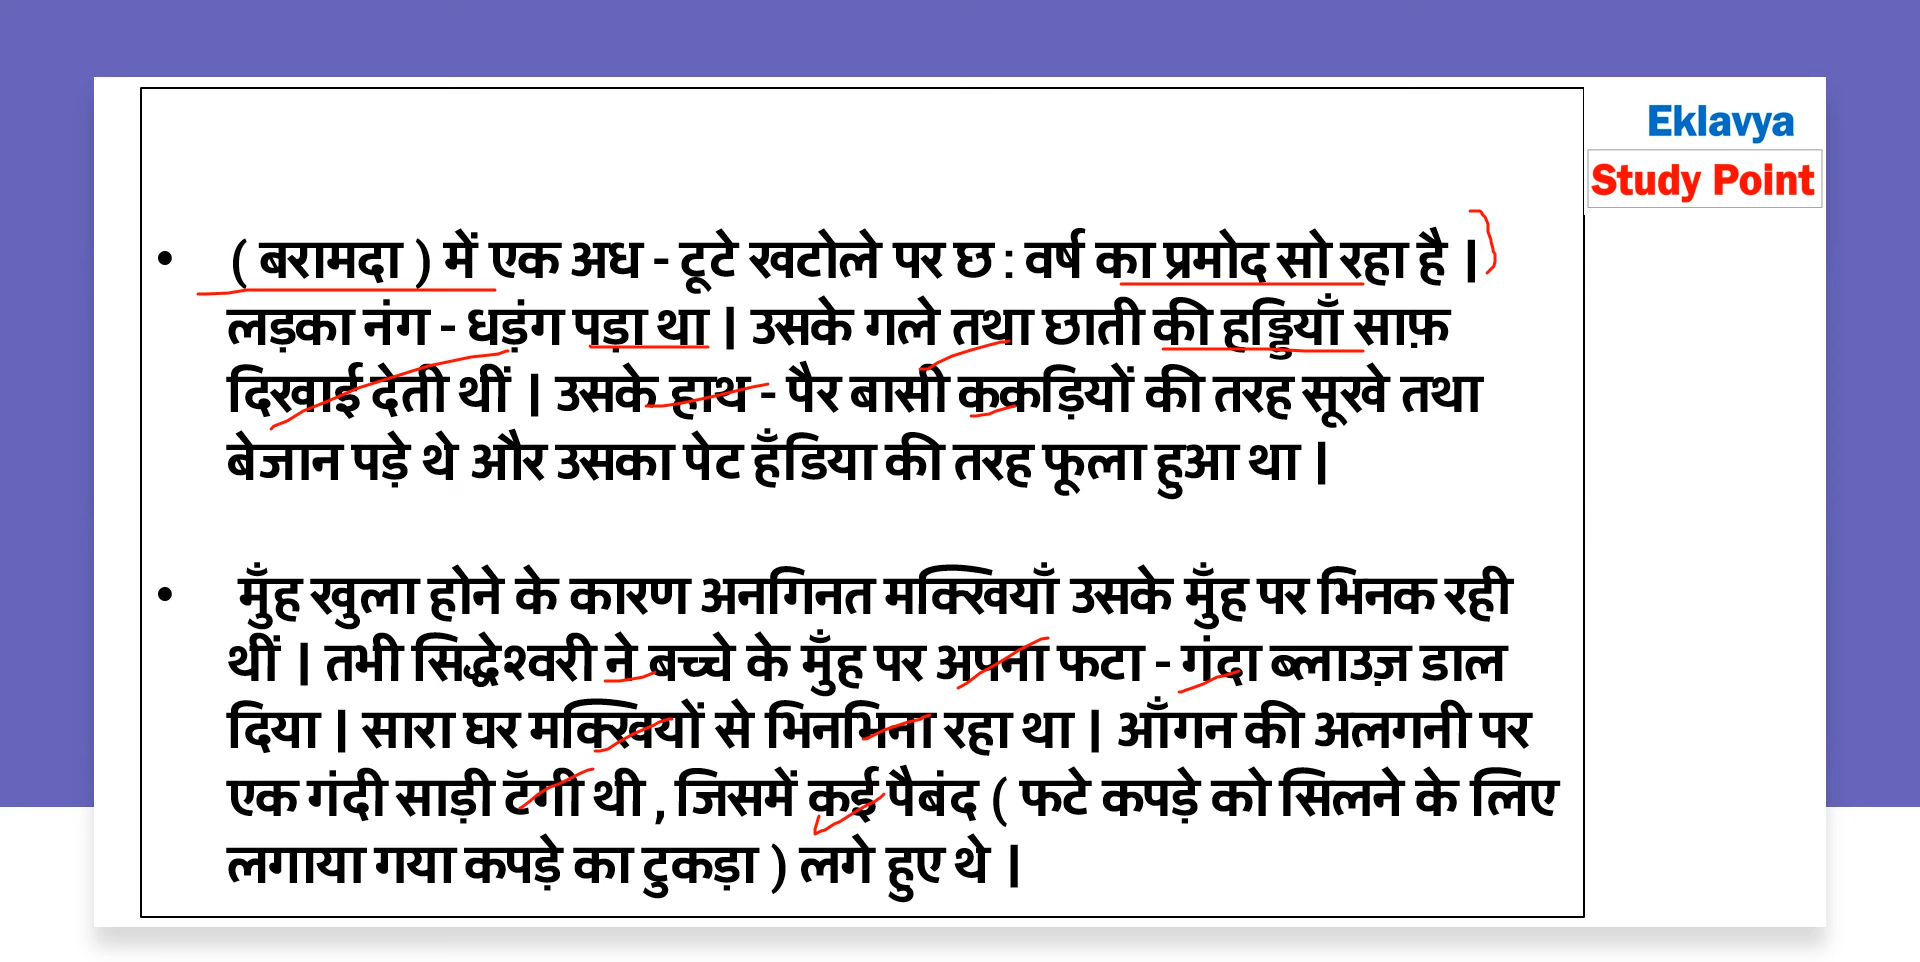 Eklavya
Study Point
• ( बरामदा ) में एक अध - टूटे खटोले पर छ : वर्ष का प्रमोद सो रहा है |
लड़का नंग - धड़ंग पड़ा था | उसके गले तथा छाती की हड्डियाँ साफ़
दिखाई देती थीं | उसके हाथ - पैर बासी ककड़ियों की तरह सूखे तथा
बेजान पड़े थे और उसका पेट हँडिया की तरह फूला हुआ था |
• मुँह खुला होने के कारण अनगिनत मक्खियाँ उसके मुँह पर भिनक रही
थीं | तभी सिद्धेश्वरी ने बच्चे के मुँह पर अपना फटा - गंदा ब्लाउज़ डाल
दिया | सारा घर मक्खियों से भिनभिना रहा था | आँगन की अलगनी पर
एक गंदी साड़ी टॅगी थी , जिसमें कई पैबंद ( फटे कपड़े को सिलने के लिए
लगाया गया कपड़े का टुकड़ा ) लगे हुए थे |